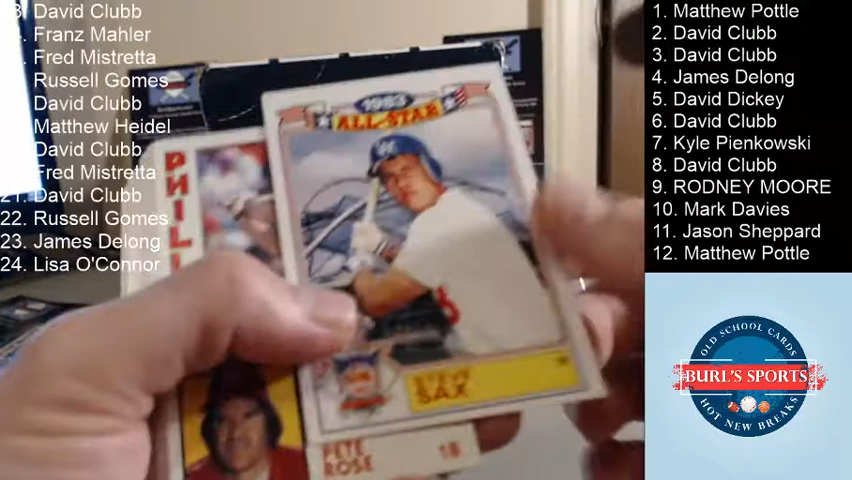 David Clubb
Franz Mahler
Fred Mistretta
Russell Gomes
David Clubb
Matthew Heidel
David Clubb
Fred Mistretta
21. David Clubb
22. Russell Gomes
23. James Delong
24. Lisa O'Connor
1983
ALL-STAR
PHIL
STEVE
SAX
PETE
ROSE
1B
1. Matthew Pottle
2. David Clubb
3. David Clubb
4. James Delong
5. David Dickey
6. David Clubb
7. Kyle Pienkowski
8. David Clubb
9. RODNEY MOORE
10. Mark Davies
11. Jason Sheppard
12. Matthew Pottle
OLD SCHOOL CARDS
BURL'S SPORTS
HOT NEW BREAKS